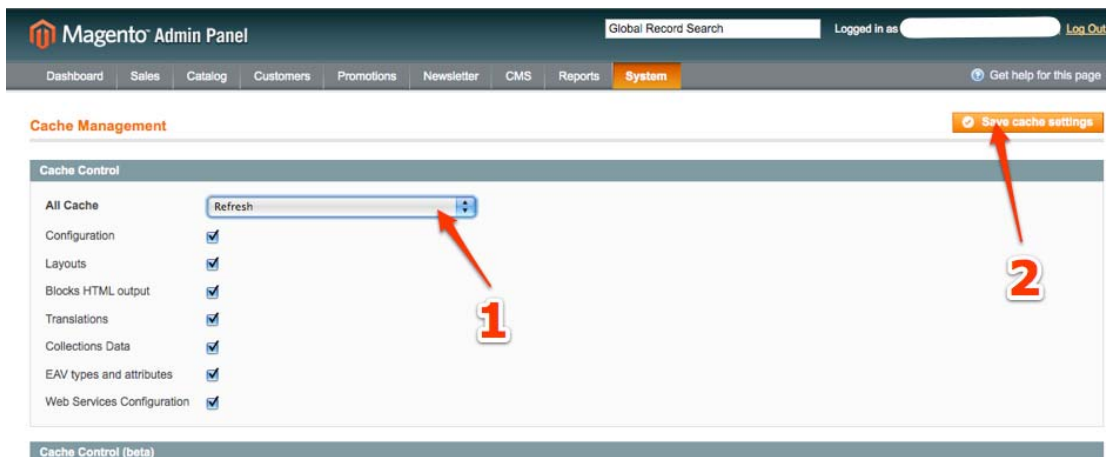 Magento Admin Panel
Global Record Search
Logged in as
Log Out
Dashboard Sales Catalog Customers Promotions Newsletter CMS Reports System
Get help for this page
Cache Management
Save cache settings
Cache Control
All Cache
Refresh
Configuration
Layouts
Blocks HTML output
Translations
Collections Data
EAV types and attributes
Web Services Configuration
1
2
Cache Control (beta)